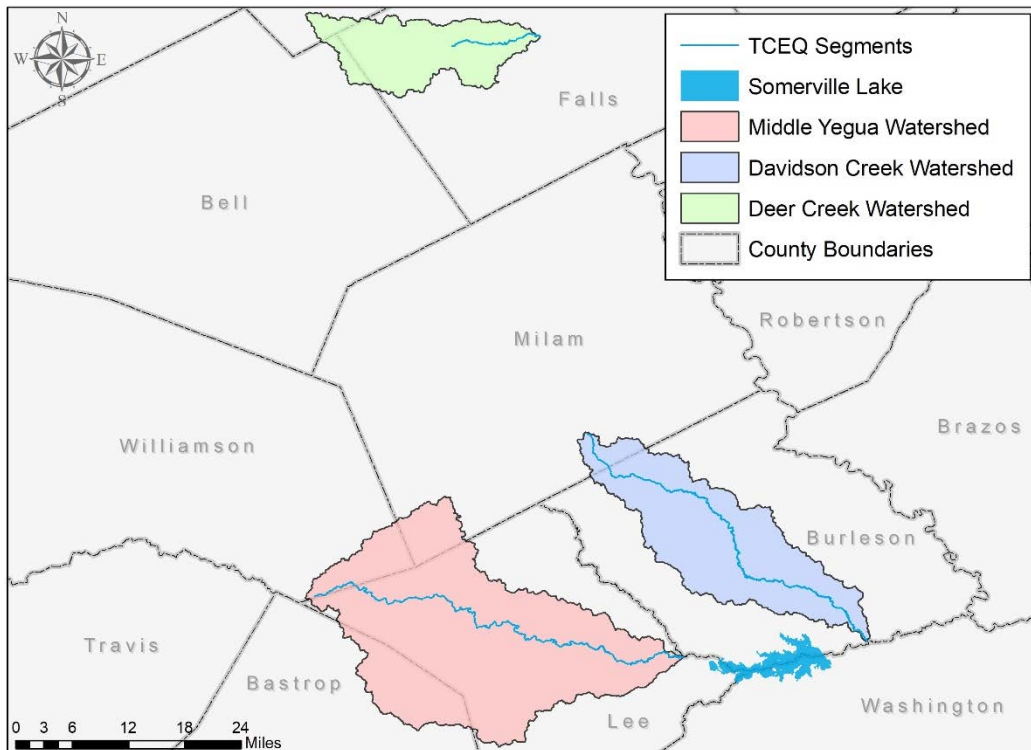 N
W E
S
TCEQ Segments
Somerville Lake
Middle Yegua Watershed
Davidson Creek Watershed
Deer Creek Watershed
County Boundaries
Falls
Bell
Robertson
Milam
Brazos
Williamson
Burleson
Travis
Bastrop
Lee
Washington
0 3 6 12 18 24
Miles